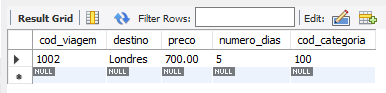 Result Grid Filter Rows: Edit:
cod_viagem destino preco numero_dias cod_categoria
1002 Londres 700.00 5 100
NULL NULL NULL NULL NULL